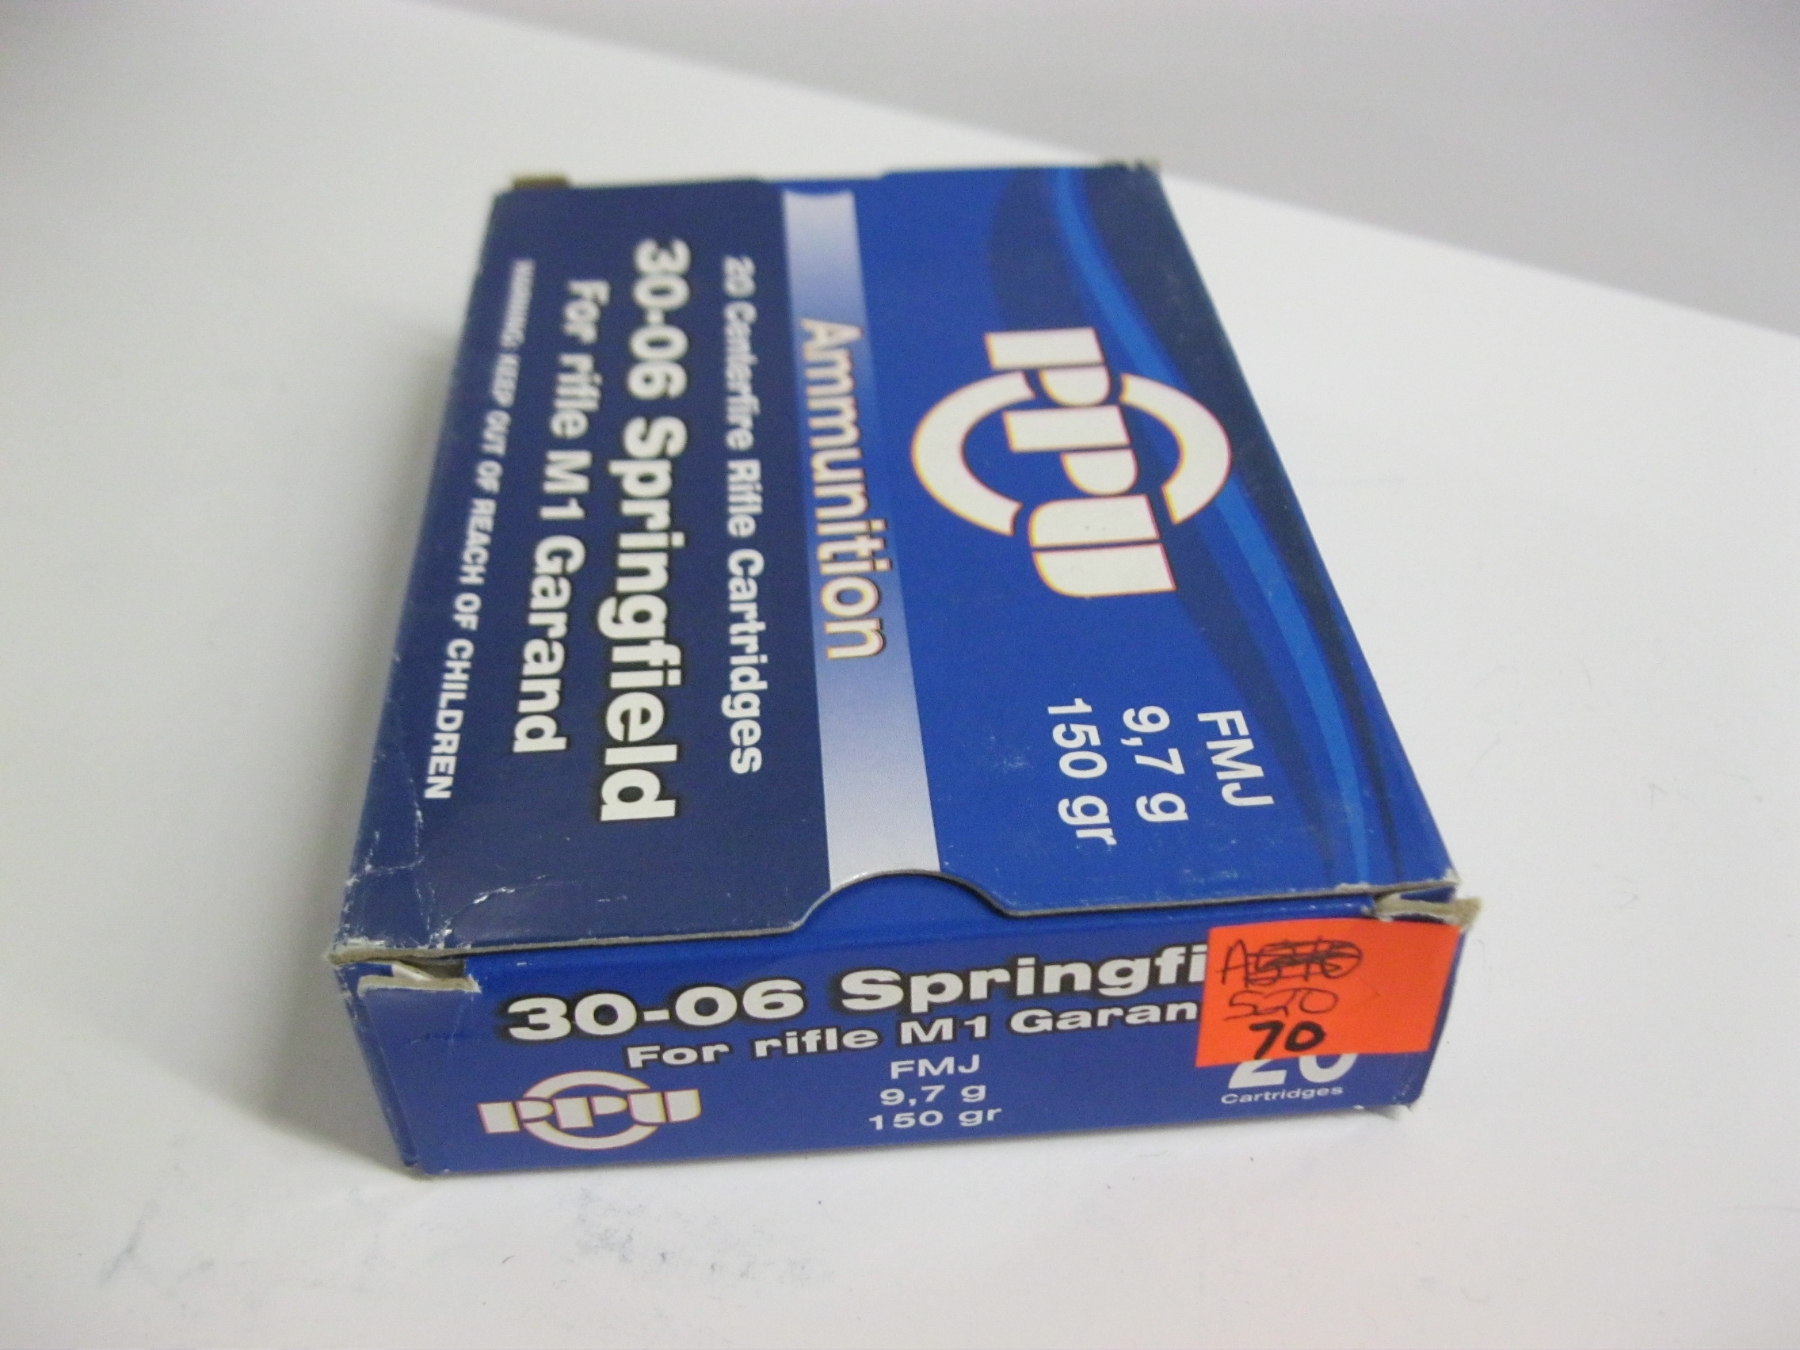 PPU
FMJ
9,7 g
150 gr
Ammunition
20 Centerfire Rifle Cartridges
30-06 Springfield
For rifle M1 Garand
WARNING: KEEP OUT OF REACH OF CHILDREN
30-06 Springfi
For rifle M1 Garan
FMJ
9,7 g
150 gr
PPU
520
70
20
Cartridges